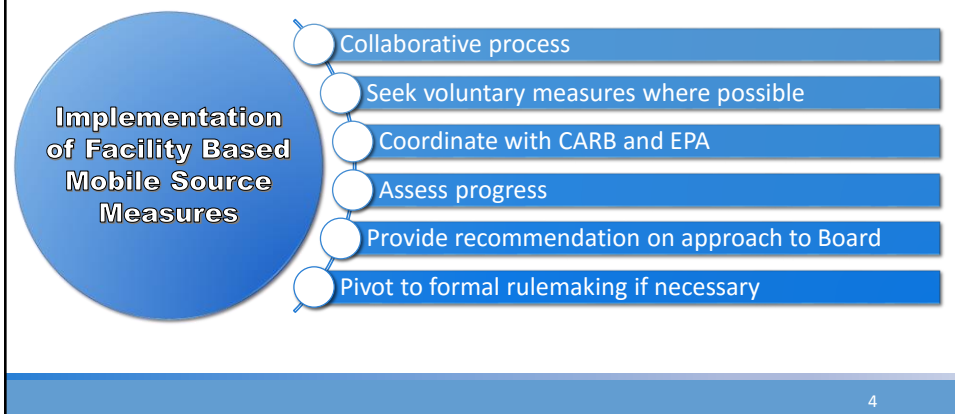 Implementation
of Facility Based
Mobile Source
Measures
Collaborative process
Seek voluntary measures where possible
Coordinate with CARB and EPA
Assess progress
Provide recommendation on approach to Board
Pivot to formal rulemaking if necessary
4